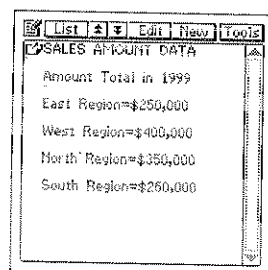 List Edit New Tools
SALES AMOUNT DATA
Amount Total in 1999
East Region=$250,000
West Region=$400,000
North Region=$350,000
South Region=$260,000